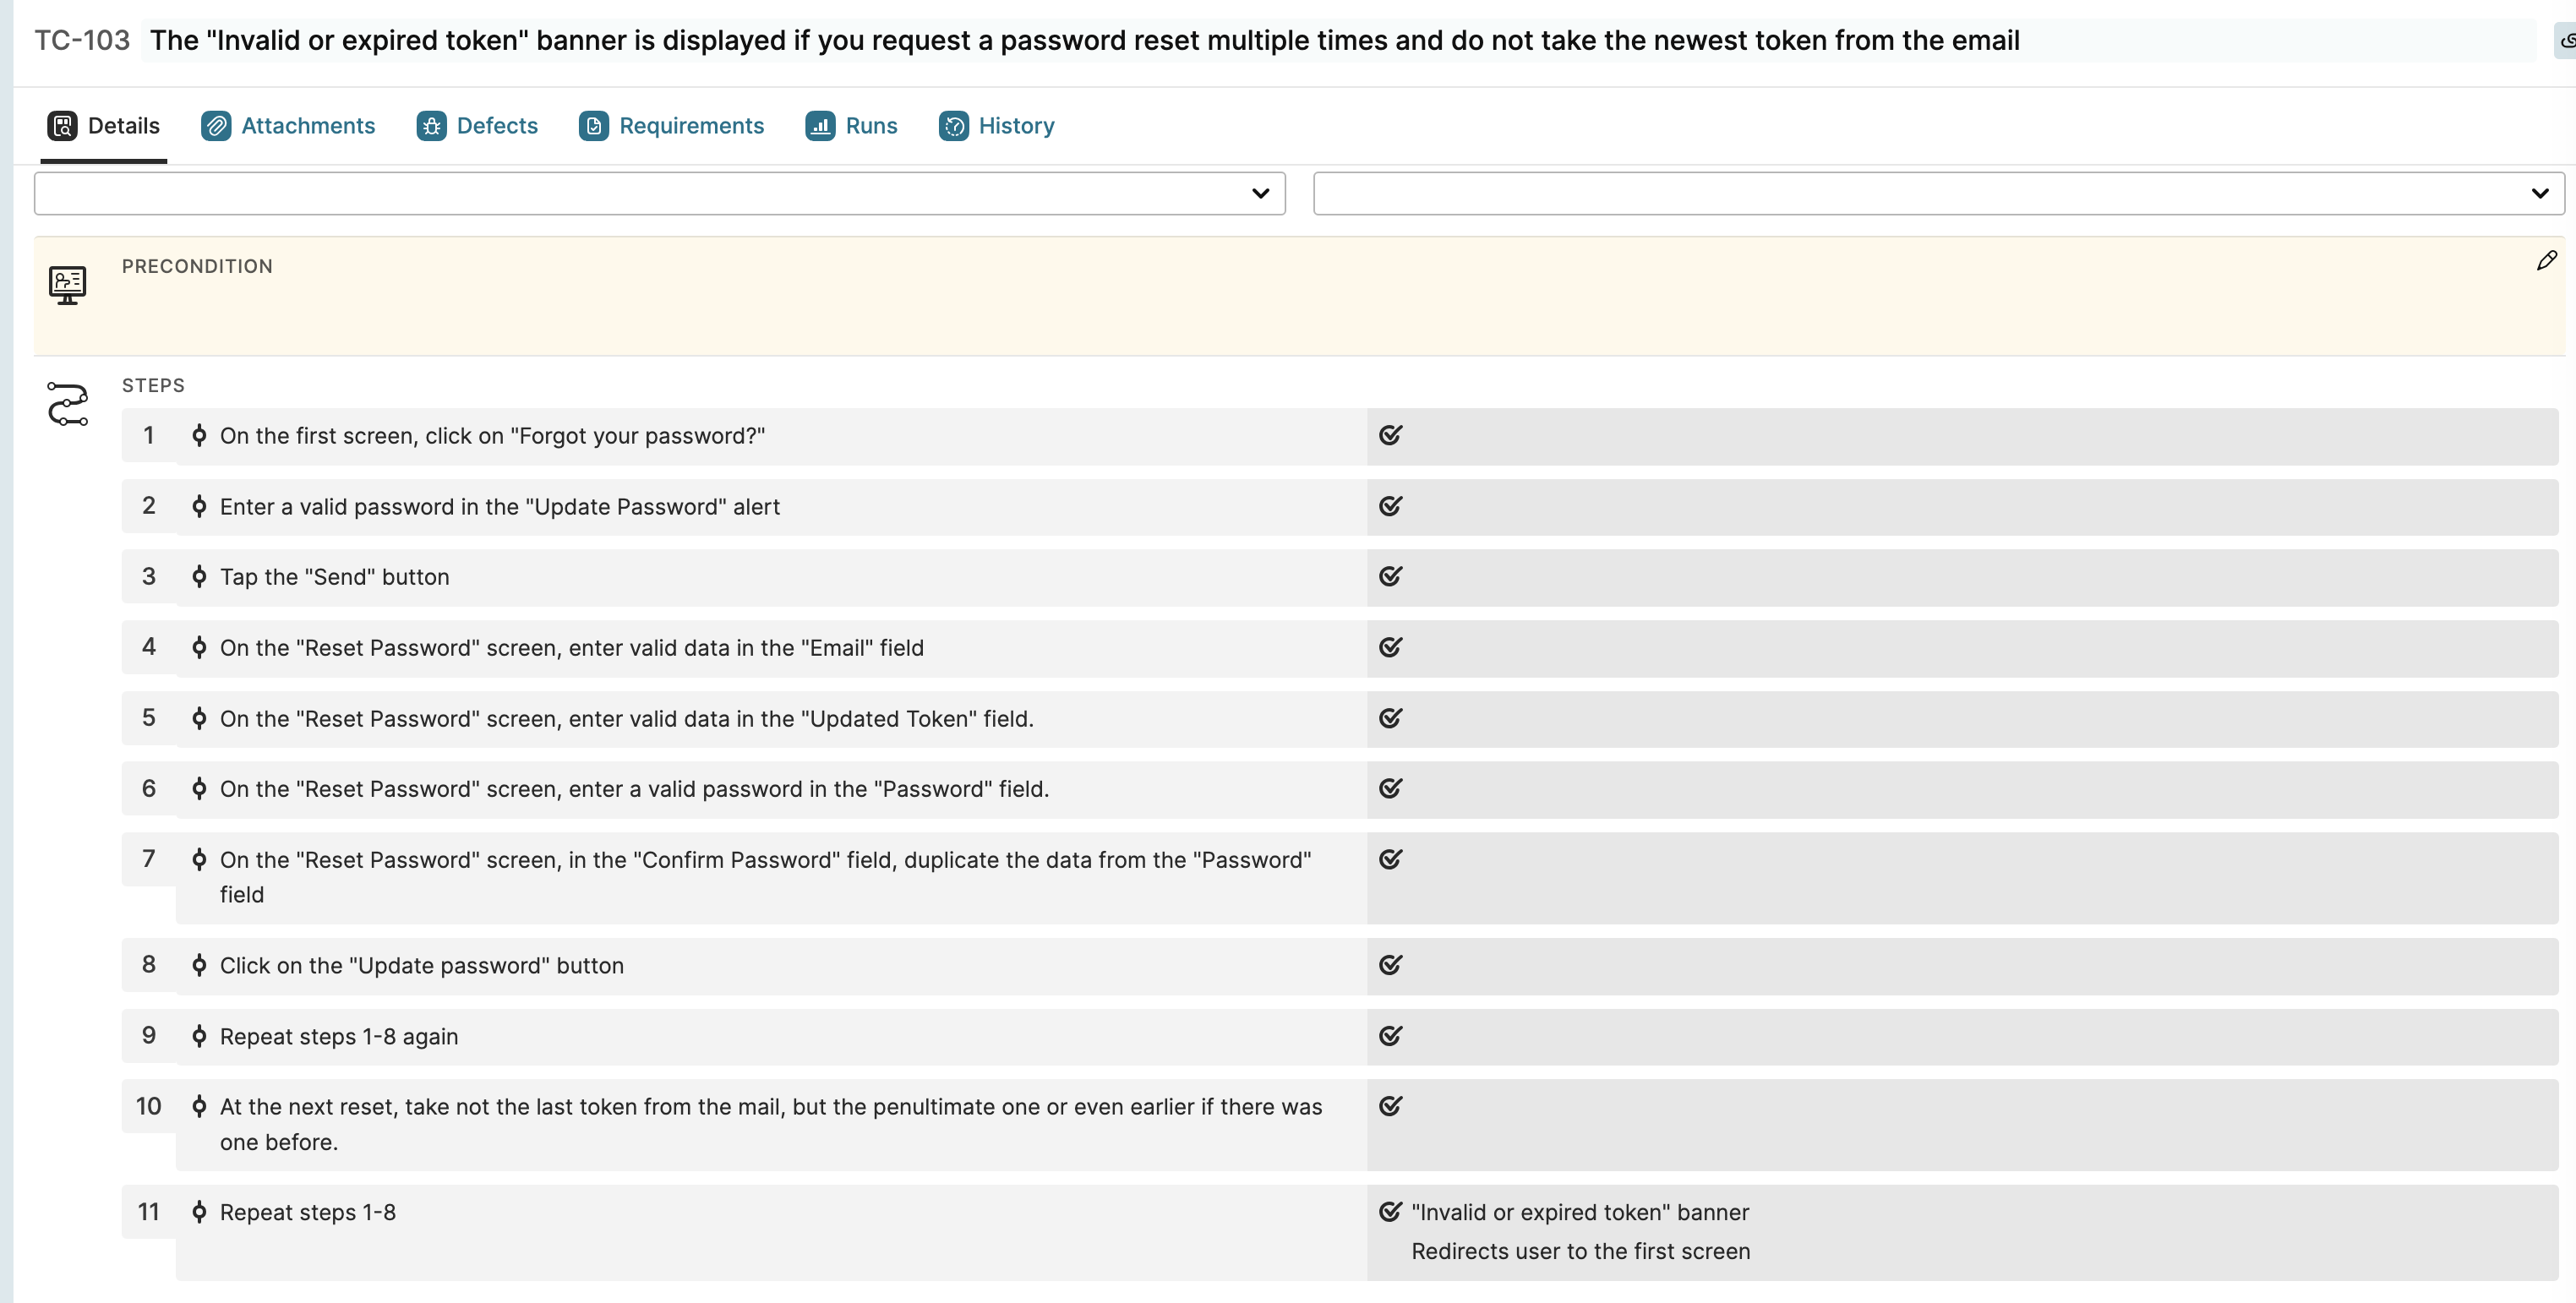 TC-103 The "Invalid or expired token" banner is displayed if you request a password reset multiple times and do not take the newest token from the email
Details Attachments Defects Requirements Runs History
PRECONDITION
STEPS
1 On the first screen, click on "Forgot your password?"
2 Enter a valid password in the "Update Password" alert
3 Tap the "Send" button
4 On the "Reset Password" screen, enter valid data in the "Email" field
5 On the "Reset Password" screen, enter valid data in the "Updated Token" field.
6 On the "Reset Password" screen, enter a valid password in the "Password" field.
7 On the "Reset Password" screen, in the "Confirm Password" field, duplicate the data from the "Password"
field
8 Click on the "Update password" button
9 Repeat steps 1-8 again
10 At the next reset, take not the last token from the mail, but the penultimate one or even earlier if there was
one before.
11 Repeat steps 1-8
"Invalid or expired token" banner
Redirects user to the first screen